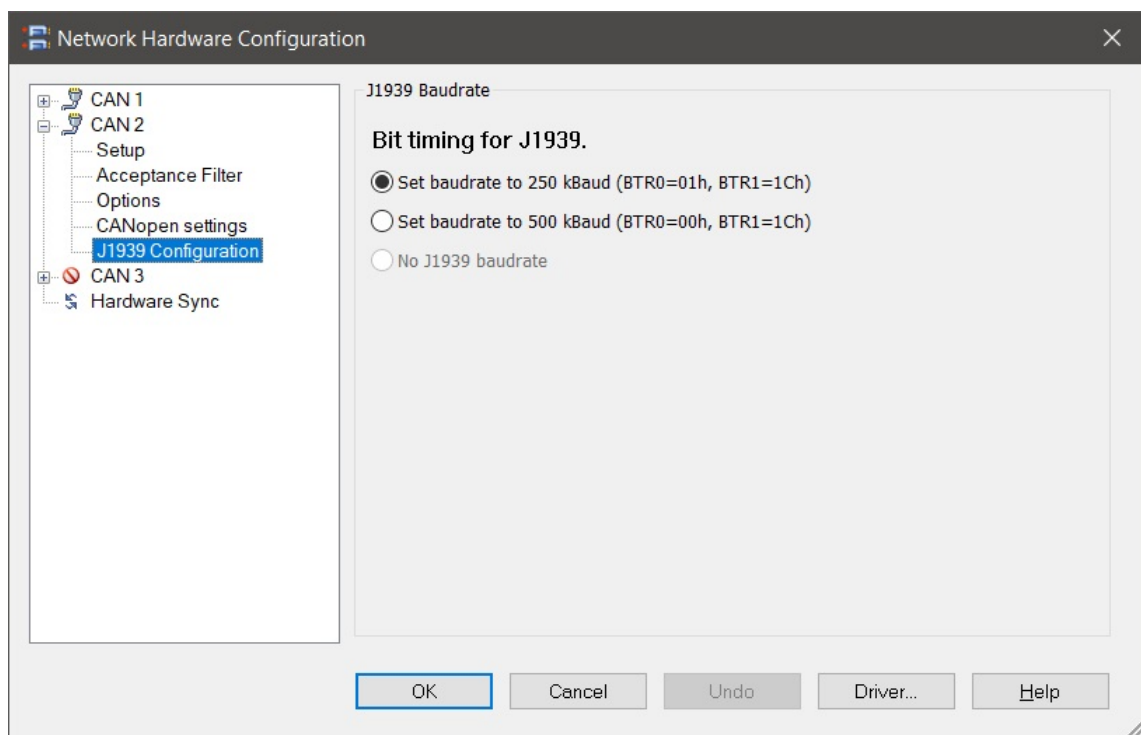 Network Hardware Configuration
CAN 1
CAN 2
Setup
Acceptance Filter
Options
CANopen settings
J1939 Configuration
CAN 3
Hardware Sync
J1939 Baudrate
Bit timing for J1939.
Set baudrate to 250 kBaud (BTR0=01h, BTR1=1Ch)
Set baudrate to 500 kBaud (BTR0=00h, BTR1=1Ch)
No J1939 baudrate
OK Cancel Undo Driver... Help